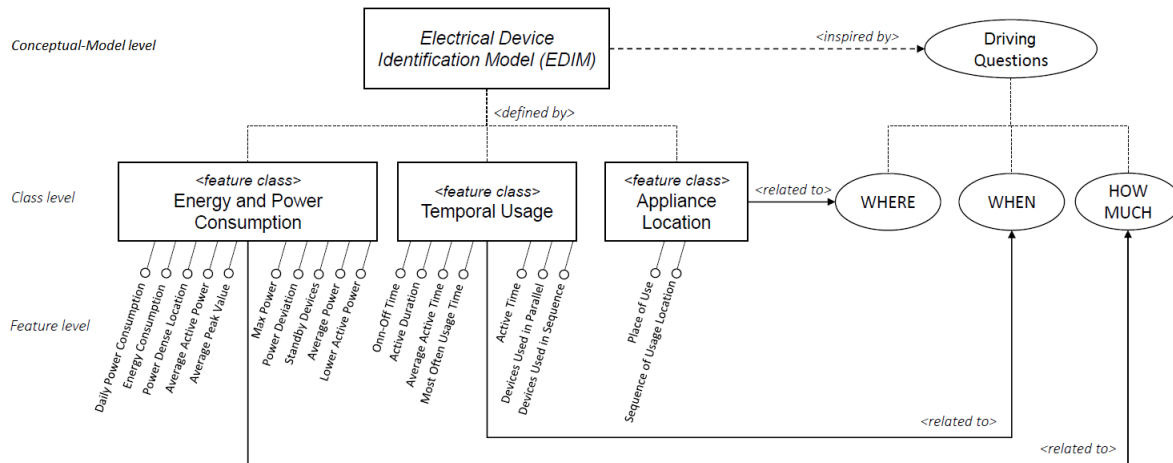 Conceptual-Model level
Electrical Device
Identification Model (EDIM)
<inspired by>
Driving
Questions
<defined by>
Class level
<feature class>
Energy and Power
Consumption
<feature class>
Temporal Usage
<feature class>
Appliance
Location
<related to>
WHERE
WHEN
HOW
MUCH
Feature level
Daily Power Consumption
Energy Consumption
Power Dense Location
Average Active Power
Average Peak Value
Max Power
Power Deviation
Standby Devices
Average Power
Lower Active Power
Onn-Off Time
Active Duration
Average Active Time
Most Often Usage Time
Active Time
Devices Used in Parallel
Devices Used in Sequence
Place of Use
Sequence of Usage Location
<related to>
<related to>